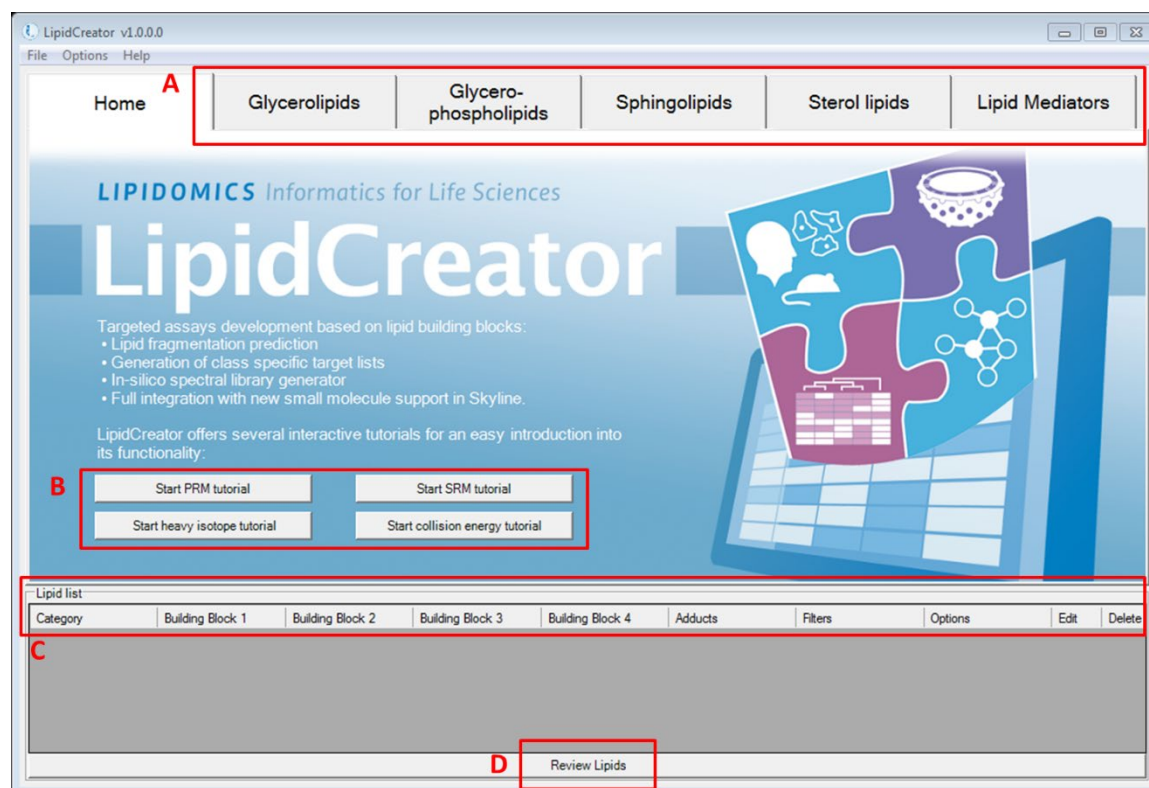 LipidCreator v1.0.0.0
File Options Help
A
Home
Glycerolipids
Glycero-
phospholipids
Sphingolipids
Sterol lipids
Lipid Mediators
LIPIDOMICS Informatics for Life Sciences
LipidCreator
Targeted assays development based on lipid building blocks:
• Lipid fragmentation prediction
• Generation of class specific target lists
• In-silico spectral library generator
• Full integration with new small molecule support in Skyline.
LipidCreator offers several interactive tutorials for an easy introduction into
its functionality:
B
Start PRM tutorial
Start SRM tutorial
Start heavy isotope tutorial
Start collision energy tutorial
Lipid list
Category Building Block 1 Building Block 2 Building Block 3 Building Block 4 Adducts Filters Options Edit Delete
C
D
Review Lipids